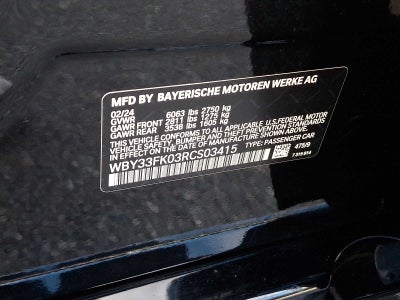 MFD BY BAYERISCHE MOTOREN WERKE AG
02/24
GVWR 6063 lbs 2750 kg
GAWR FRONT 2811 lbs 1275 kg
GAWR REAR 3538 lbs 1605 kg
THIS VEHICLE CONFORMS TO ALL APPLICABLE U.S. FEDERAL MOTOR
VEHICLE SAFETY, BUMPER AND THEFT PREVENTION STANDARDS
IN EFFECT ON THE DATE OF MANUFACTURE SHOWN ABOVE.
WBY33FK03RCS03415 TYPE: PASSENGER CAR
475/9